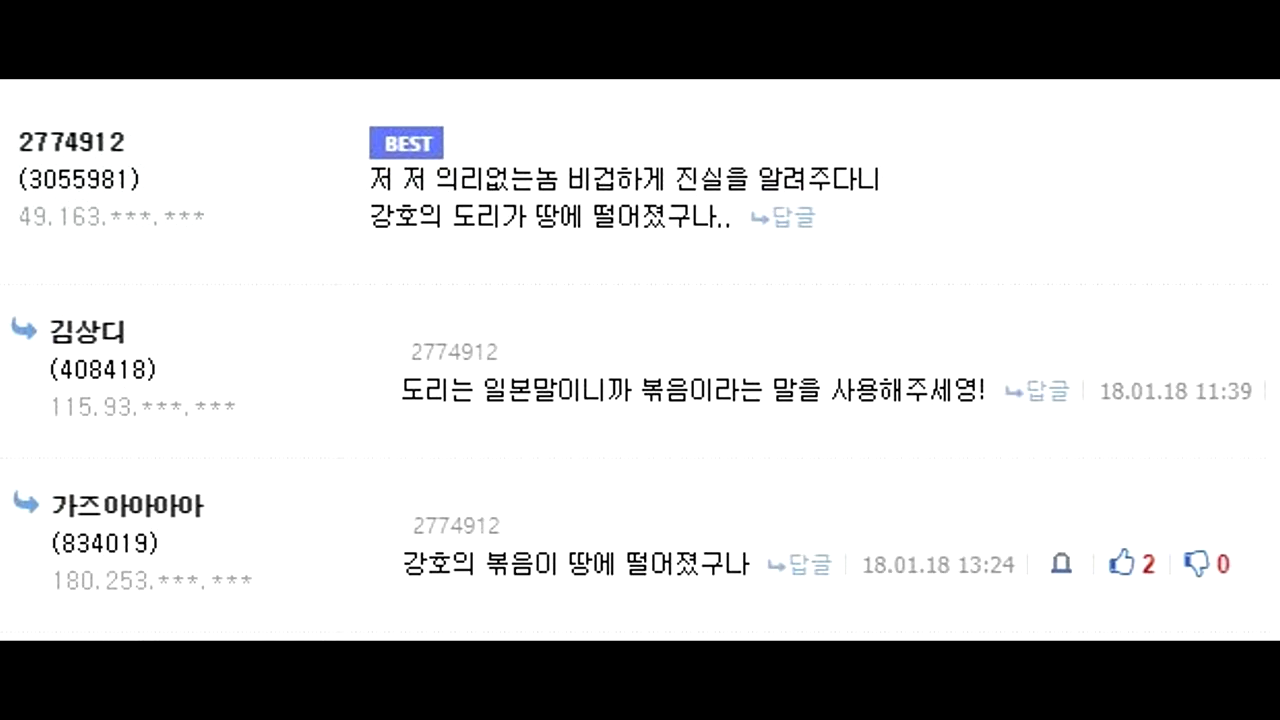 2774912
(3055981)
49.163.***.***
BEST
저 저 의리없는놈 비겁하게 진실을 알려주다니
강호의 도리가 땅에 떨어졌구나.. 답글
김상디
(408418)
115.93.***.***
2774912
도리는 일본말이니까 볶음이라는 말을 사용해주세영! 답글 18.01.18 11:39
가즈아아아아
(834019)
180.253.***.***
2774912
강호의 볶음이 땅에 떨어졌구나 답글 18.01.18 13:24 2 0